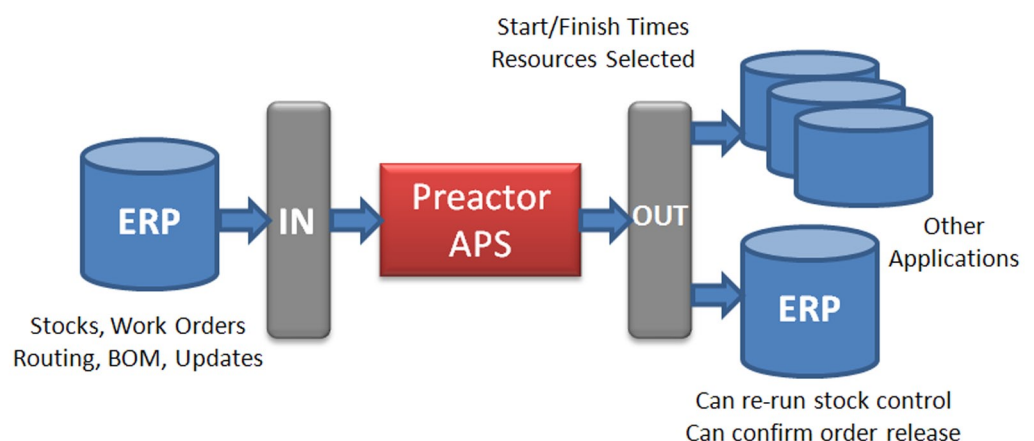 Start/Finish Times
Resources Selected
ERP
IN
Preactor
APS
OUT
Stocks, Work Orders
Routing, BOM, Updates
Other
Applications
ERP
Can re-run stock control
Can confirm order release